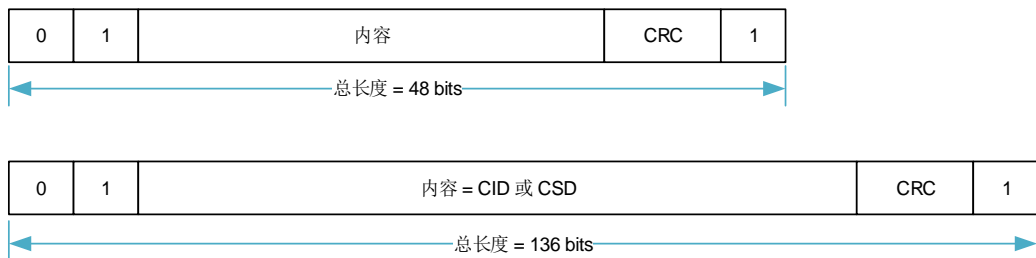 0 1 内容 CRC 1
总长度 = 48 bits
0 1 内容 = CID 或 CSD CRC 1
总长度 = 136 bits